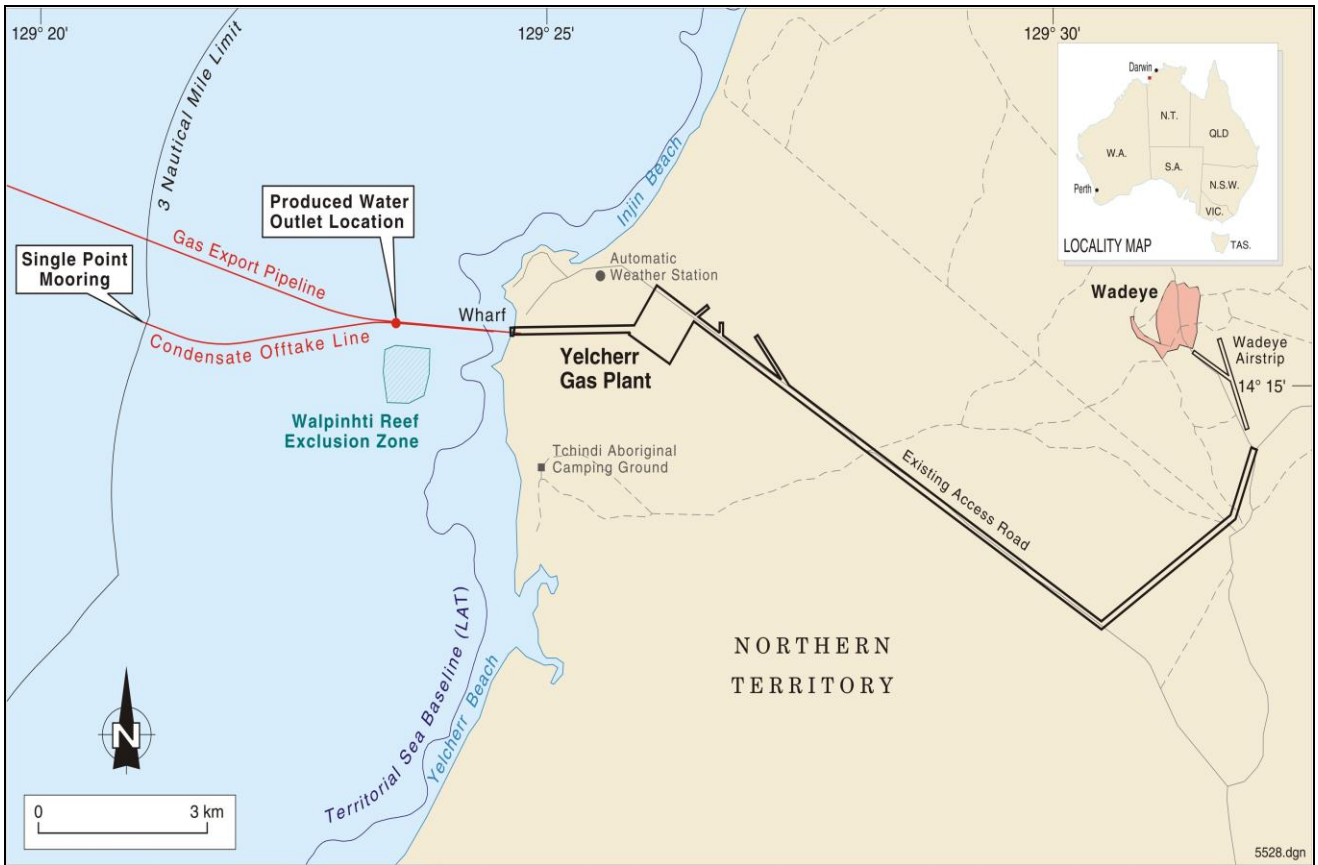 129° 20'
129° 25'
129° 30'
3 Nautical Mile Limit
Darwin
N.T.
QLD
W.A.
S.A.
Perth
N.S.W.
VIC.
TAS.
LOCALITY MAP
Injin Beach
Produced Water
Outlet Location
Gas Export Pipeline
Single Point
Mooring
Condensate Offtake Line
Automatic
Weather Station
Wharf
Wadeye
Wadeye
Airstrip
14° 15'
Yelcherr
Gas Plant
Walpinhti Reef
Exclusion Zone
Tchindi Aboriginal
Camping Ground
Existing Access Road
NORTHERN
TERRITORY
Territorial Sea Baseline (LAT)
Yelcherr Beach
N
0
3 km
5528.dgn